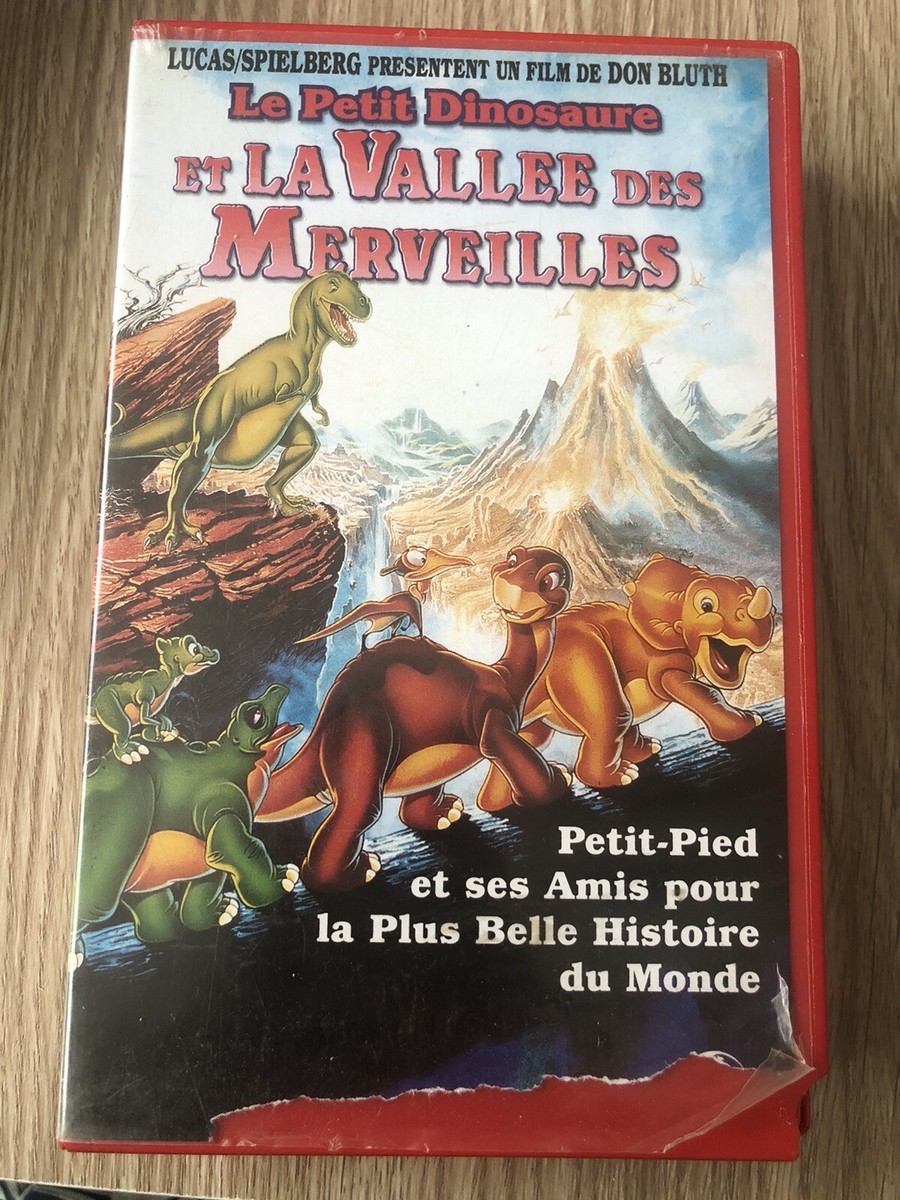 LUCAS/SPIELBERG PRESENTENT UN FILM DE DON BLUTH
Le Petit Dinosaure
ET LA VALLEE DES
MERVEILLES
Petit-Pied
et ses Amis pour
la Plus Belle Histoire
du Monde